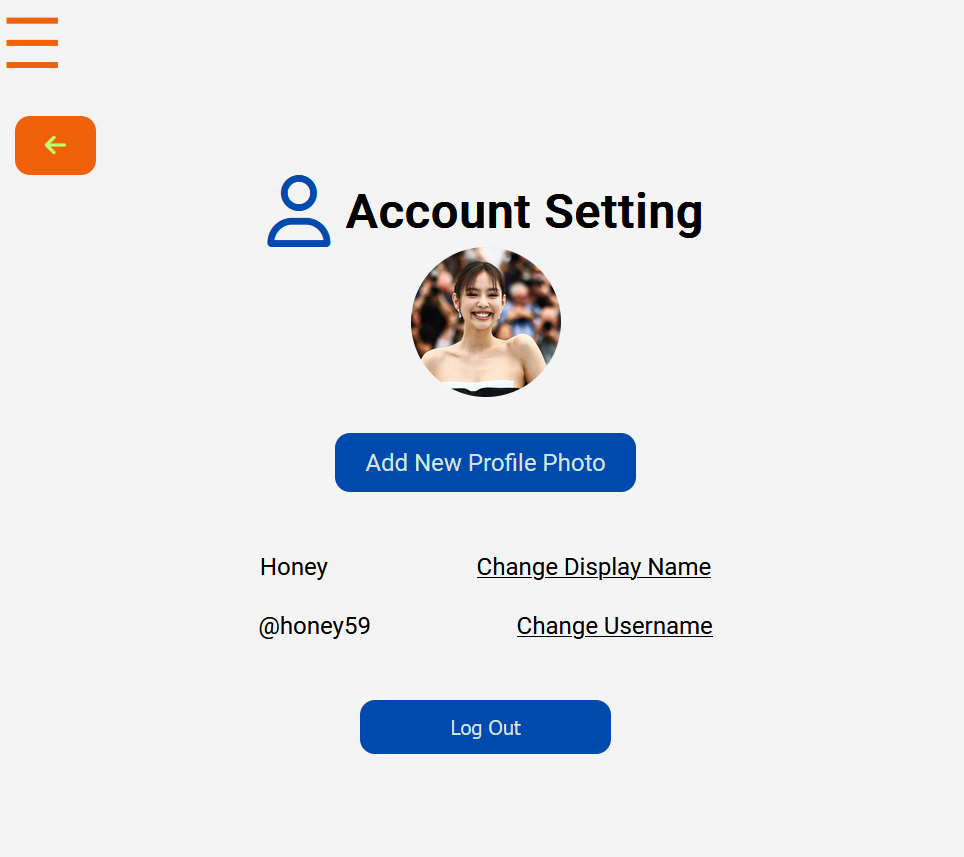 Account Setting
Add New Profile Photo
Honey Change Display Name
@honey59 Change Username
Log Out